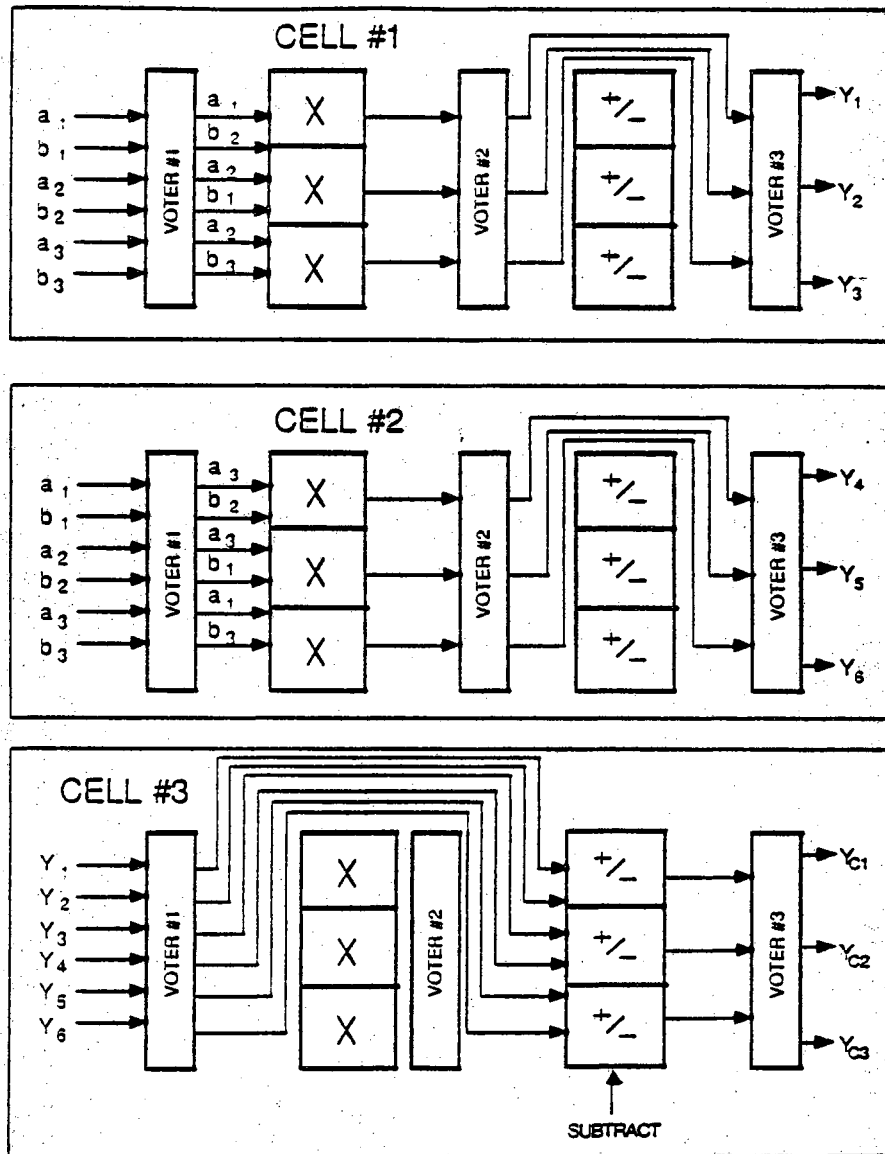 CELL #1
a1
b1
a2
b2
a3
b3
VOTER #1
a1
b2
a2
b1
a2
b3
X
X
X
VOTER #2
+/-
+/-
+/-
VOTER #3
Y1
Y2
Y3
CELL #2
a1
b1
a2
b2
a3
b3
VOTER #1
a3
b2
a3
b1
a1
b3
X
X
X
VOTER #2
+/-
+/-
+/-
VOTER #3
Y4
Y5
Y6
CELL #3
Y1
Y2
Y3
Y4
Y5
Y6
VOTER #1
X
X
X
VOTER #2
+/-
+/-
+/-
SUBTRACT
VOTER #3
YC1
YC2
YC3